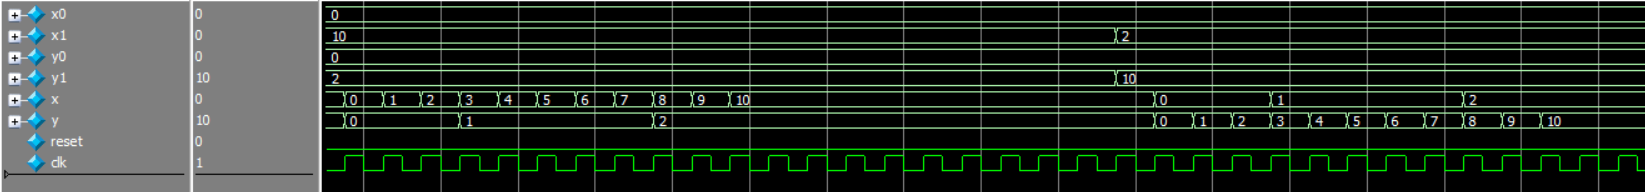 x0 0 0
x1 0 10 2
y0 0 0
y1 10 2 10
x 0 0 1 2 3 4 5 6 7 8 9 10 0 1 2
y 10 0 1 2 0 1 2 3 4 5 6 7 8 9 10
reset 0
clk 1